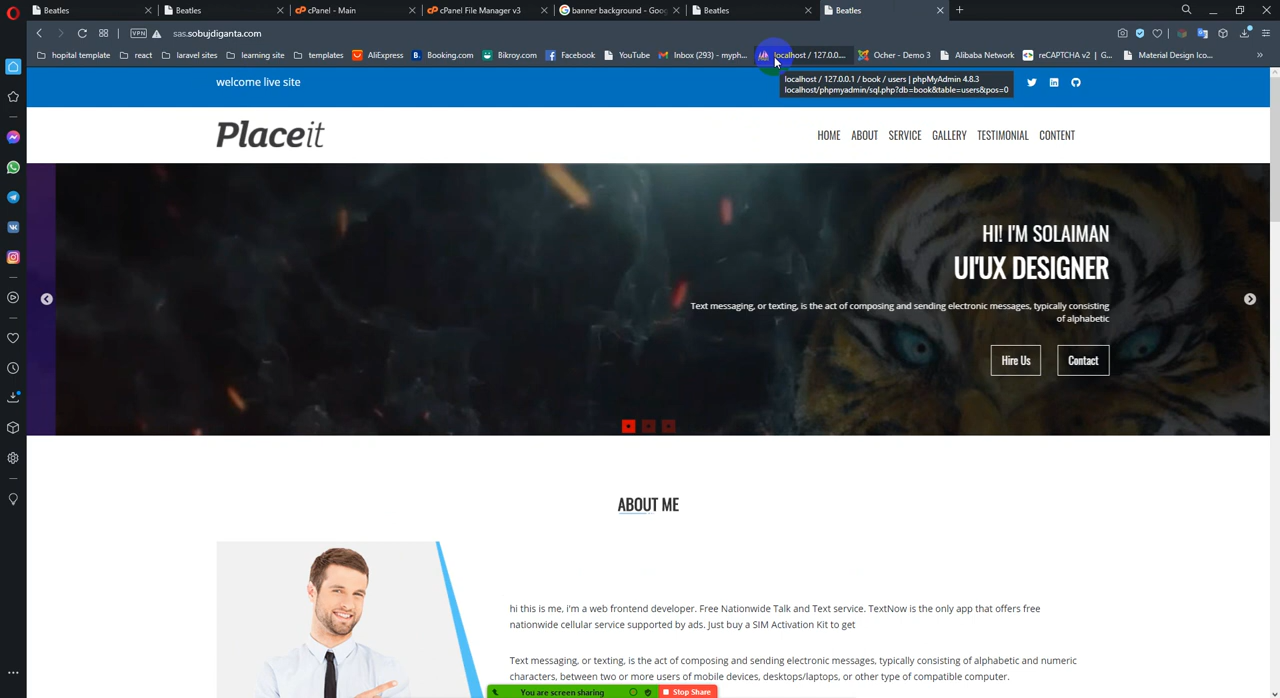 Beatles
Beatles
cPanel - Main
cPanel File Manager v3
banner background - Goog
Beatles
Beatles
VPN
sas.sobujdiganta.com
hopital template
react
laravel sites
learning site
templates
AliExpress
Booking.com
Bikroy.com
Facebook
YouTube
Inbox (293) - myph...
localhost / 127.0.0...
Ocher - Demo 3
Alibaba Network
reCAPTCHA v2 | G...
Material Design Ico...
localhost / 127.0.0.1 / book / users | phpMyAdmin 4.8.3
localhost/phpmyadmin/sql.php?db=book&table=users&pos=0
welcome live site
Placeit
HOME ABOUT SERVICE GALLERY TESTIMONIAL CONTENT
HI! I'M SOLAIMAN
UI'UX DESIGNER
Text messaging, or texting, is the act of composing and sending electronic messages, typically consisting
of alphabetic
Hire Us
Contact
ABOUT ME
hi this is me, i'm a web frontend developer. Free Nationwide Talk and Text service. TextNow is the only app that offers free
nationwide cellular service supported by ads. Just buy a SIM Activation Kit to get
Text messaging, or texting, is the act of composing and sending electronic messages, typically consisting of alphabetic and numeric
characters, between two or more users of mobile devices, desktops/laptops, or other type of compatible computer.
You are screen sharing
Stop Share